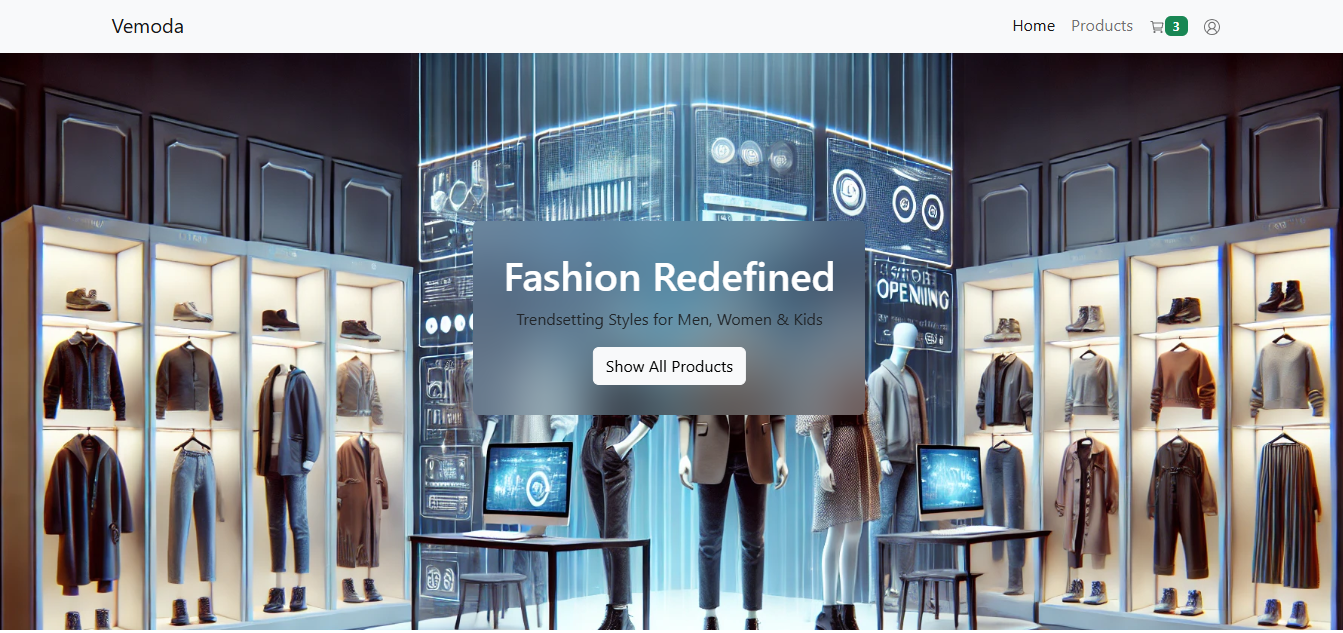 Vemoda
Home Products 3
Fashion Redefined
Trendsetting Styles for Men, Women & Kids
Show All Products
OPENING